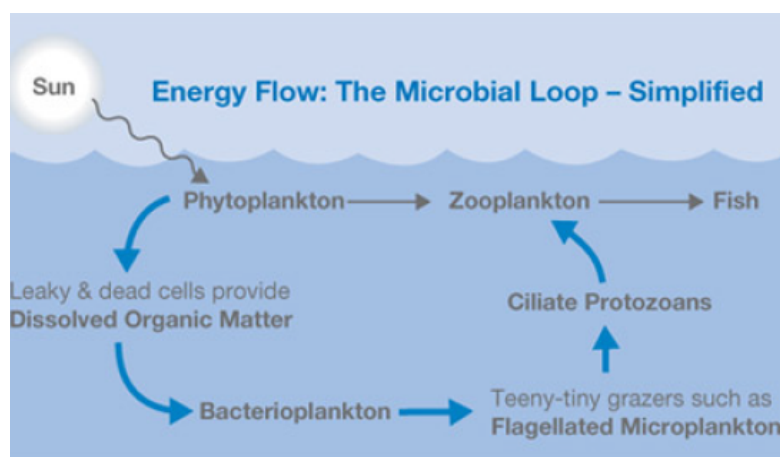 Sun
Energy Flow: The Microbial Loop – Simplified
Phytoplankton
Zooplankton
Fish
Leaky & dead cells provide
Dissolved Organic Matter
Ciliate Protozoans
Bacterioplankton
Teeny-tiny grazers such as
Flagellated Microplankton